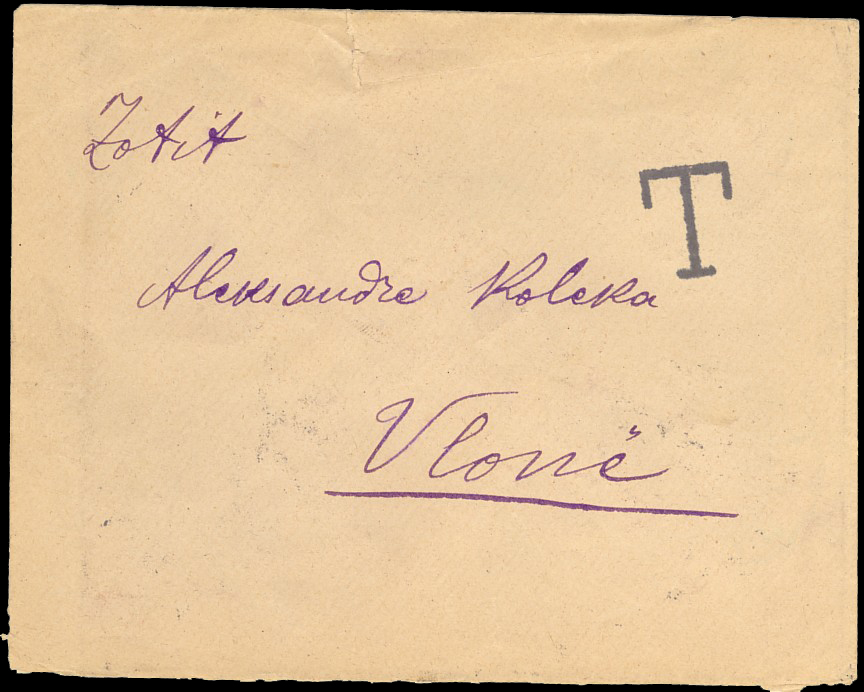 Zotit
T
Aleksandre Koleka
Vlonë